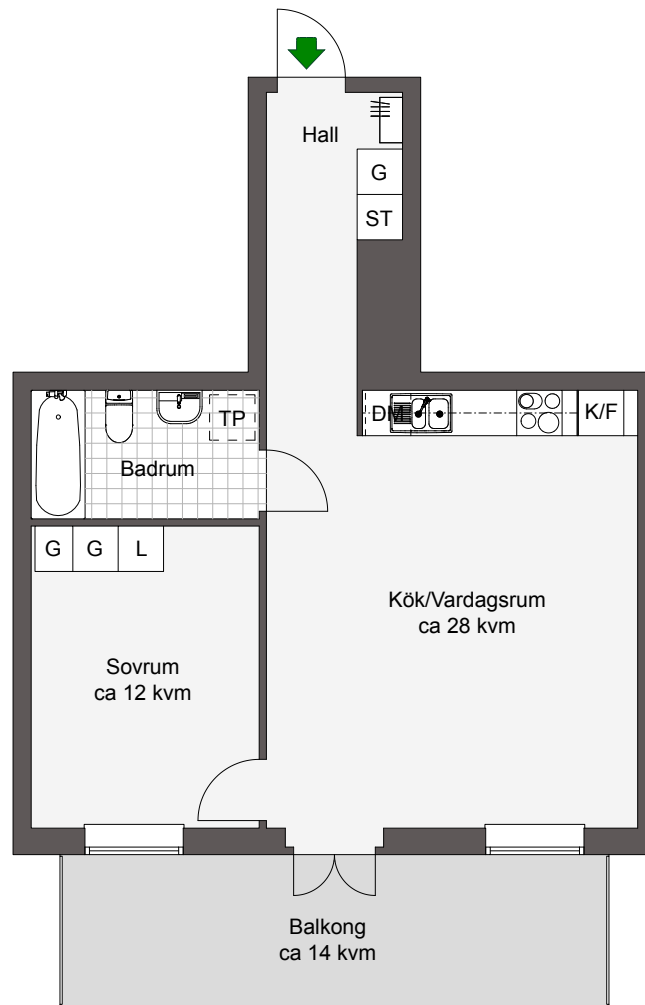 Hall
G
ST
TP
DM
K/F
Badrum
G G L
Kök/Vardagsrum
ca 28 kvm
Sovrum
ca 12 kvm
Balkong
ca 14 kvm